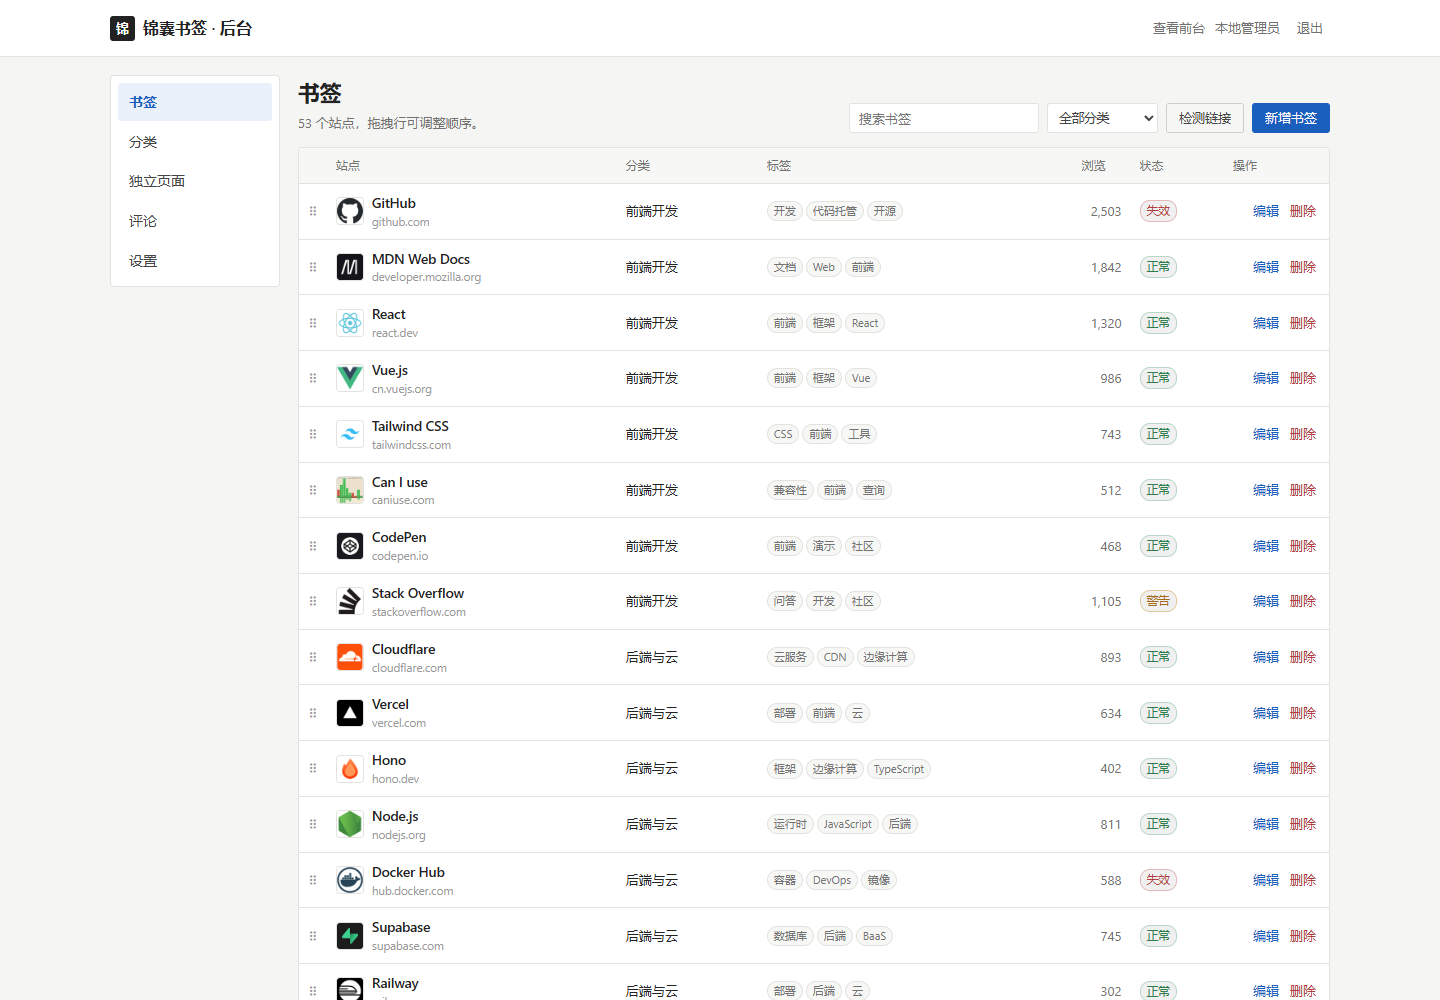 锦 锦囊书签 · 后台
查看前台 本地管理员 退出
书签
分类
独立页面
评论
设置
书签
53 个站点，拖拽行可调整顺序。
搜索书签 全部分类 检测链接 新增书签
站点 分类 标签 浏览 状态 操作
GitHub
github.com
前端开发 开发 代码托管 开源 2,503 失效 编辑 删除
MDN Web Docs
developer.mozilla.org
前端开发 文档 Web 前端 1,842 正常 编辑 删除
React
react.dev
前端开发 前端 框架 React 1,320 正常 编辑 删除
Vue.js
cn.vuejs.org
前端开发 前端 框架 Vue 986 正常 编辑 删除
Tailwind CSS
tailwindcss.com
前端开发 CSS 前端 工具 743 正常 编辑 删除
Can I use
caniuse.com
前端开发 兼容性 前端 查询 512 正常 编辑 删除
CodePen
codepen.io
前端开发 前端 演示 社区 468 正常 编辑 删除
Stack Overflow
stackoverflow.com
前端开发 问答 开发 社区 1,105 警告 编辑 删除
Cloudflare
cloudflare.com
后端与云 云服务 CDN 边缘计算 893 正常 编辑 删除
Vercel
vercel.com
后端与云 部署 前端 云 634 正常 编辑 删除
Hono
hono.dev
后端与云 框架 边缘计算 TypeScript 402 正常 编辑 删除
Node.js
nodejs.org
后端与云 运行时 JavaScript 后端 811 正常 编辑 删除
Docker Hub
hub.docker.com
后端与云 容器 DevOps 镜像 588 失效 编辑 删除
Supabase
supabase.com
后端与云 数据库 后端 BaaS 745 正常 编辑 删除
Railway
后端与云 部署 后端 云 302 正常 编辑 删除